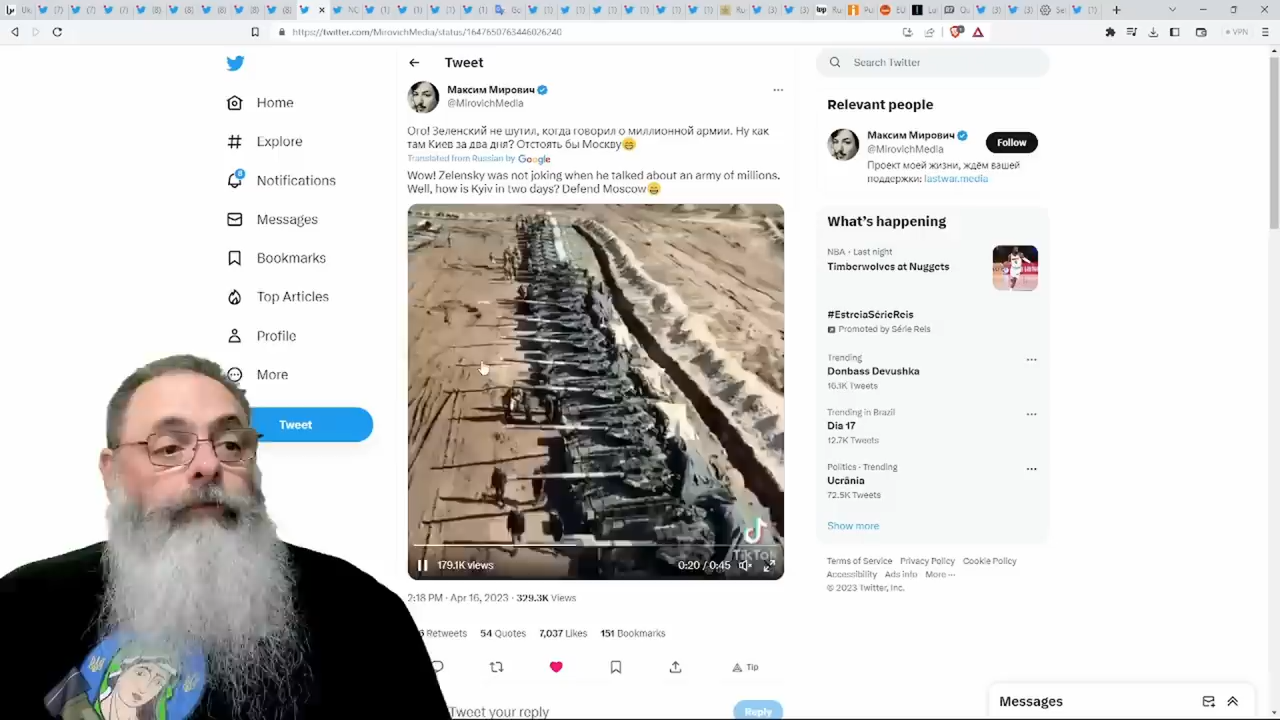 https://twitter.com/MirovichMedia/status/1647650763446026240
VPN
Home
Explore
8
Notifications
Messages
Bookmarks
Top Articles
Profile
More
Tweet
Tweet
Максим Мирович
@MirovichMedia
Ого! Зеленский не шутил, когда говорил о миллионной армии. Ну как
там Киев за два дня? Отстоять бы Москву
Translated from Russian by Google
Wow! Zelensky was not joking when he talked about an army of millions.
Well, how is Kyiv in two days? Defend Moscow
TikTok
179.1K views
0:20 / 0:45
2:18 PM · Apr 16, 2023 · 329.3K Views
Retweets 54 Quotes 7,037 Likes 151 Bookmarks
Tip
Tweet your reply
Reply
Search Twitter
Relevant people
Максим Мирович
@MirovichMedia
Follow
Проект моей жизни, ждём вашей
поддержки: lastwar.media
What's happening
NBA · Last night
Timberwolves at Nuggets
#EstreiaSérieReis
Promoted by Série Reis
Trending
Donbass Devushka
16.1K Tweets
Trending in Brazil
Dia 17
12.7K Tweets
Politics · Trending
Ucrânia
72.5K Tweets
Show more
Terms of Service Privacy Policy Cookie Policy
Accessibility Ads info More ···
© 2023 Twitter, Inc.
Messages